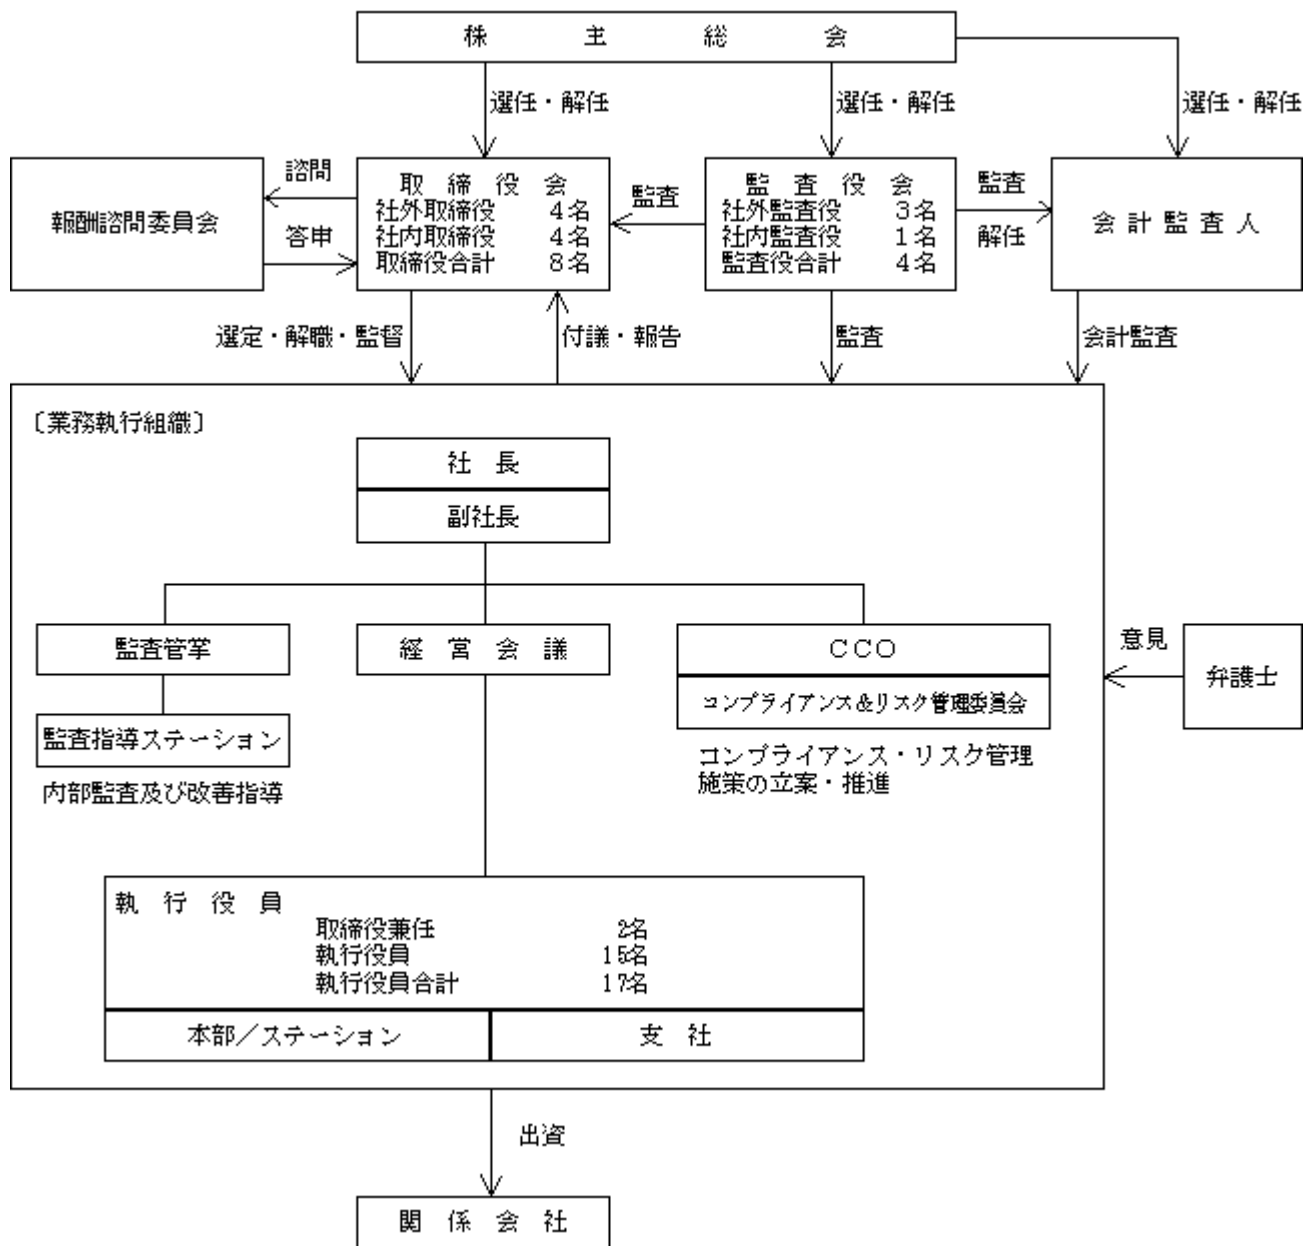 株主総会
選任・解任
選任・解任
選任・解任
報酬諮問委員会
諮問
答申
取締役会
社外取締役 4名
社内取締役 4名
取締役合計 8名
監査
監査役会
社外監査役 3名
社内監査役 1名
監査役合計 4名
監査
解任
会計監査人
選定・解職・監督
付議・報告
監査
会計監査
〔業務執行組織〕
社長
副社長
監査管掌
経営会議
CCO
コンプライアンス&リスク管理委員会
監査指導ステーション
内部監査及び改善指導
コンプライアンス・リスク管理
施策の立案・推進
意見
弁護士
執行役員
取締役兼任 2名
執行役員 15名
執行役員合計 17名
本部/ステーション
支社
出資
関係会社